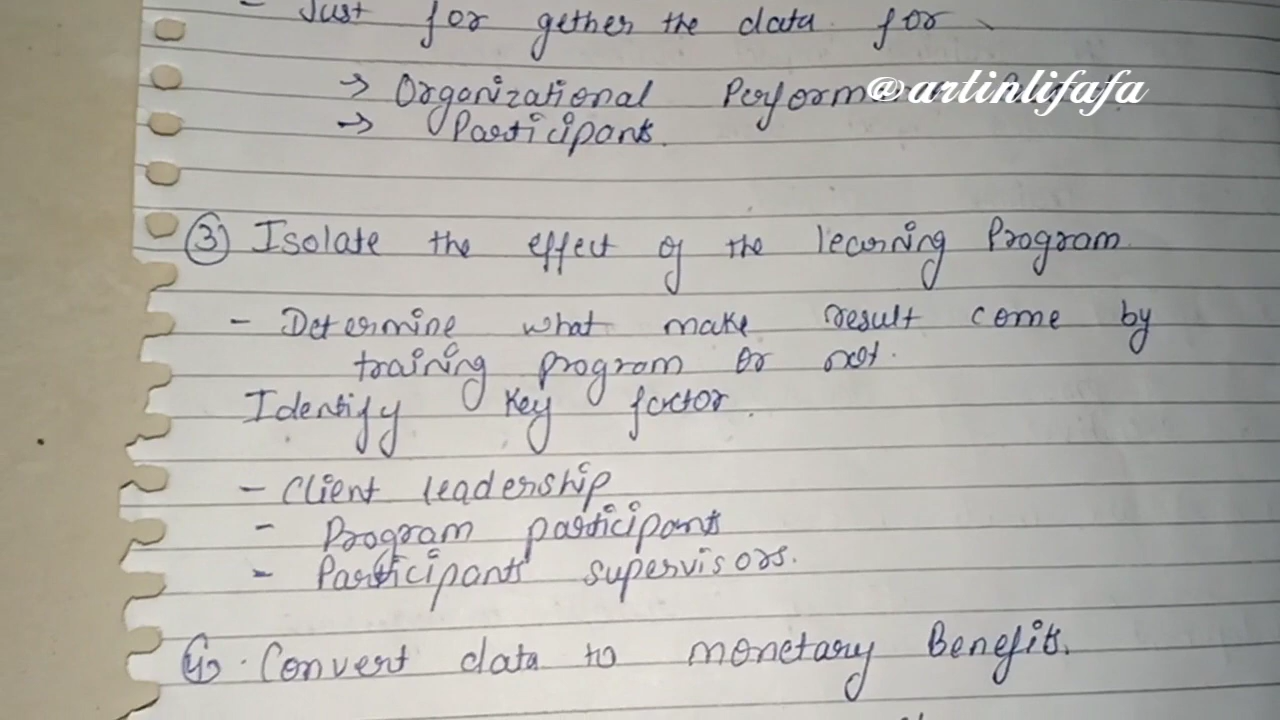 - Just for gether the data for
→ Organizational Perform
@artinlifafa
→ Participants.
③ Isolate the effect of the learning Program
- Determine what make result come by
training program or not.
Identify Key factor.
- Client leadership
- Program participants
- Participants supervisors.
④. Convert data to monetary Benefits.